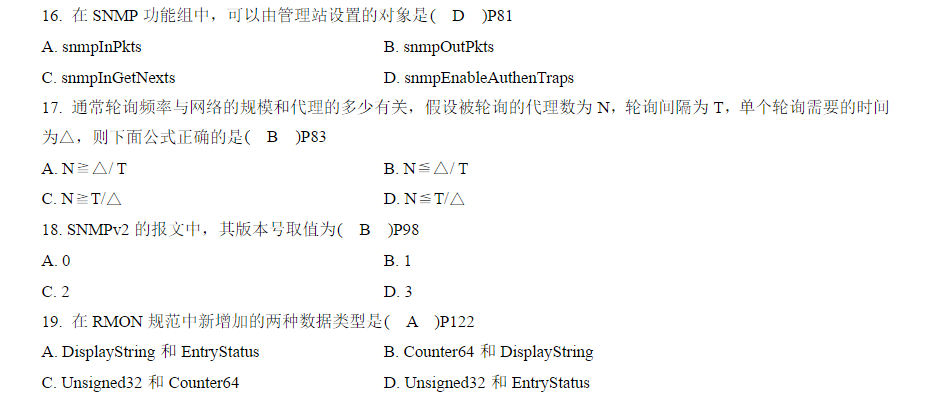 16. 在 SNMP 功能组中，可以由管理站设置的对象是( D )P81
A. snmpInPkts B. snmpOutPkts
C. snmpInGetNexts D. snmpEnableAuthenTraps
17. 通常轮询频率与网络的规模和代理的多少有关，假设被轮询的代理数为 N，轮询间隔为 T，单个轮询需要的时间
为△，则下面公式正确的是( B )P83
A. N≧△/T B. N≦△/T
C. N≧T/△ D. N≦T/△
18. SNMPv2 的报文中，其版本号取值为( B )P98
A. 0 B. 1
C. 2 D. 3
19. 在 RMON 规范中新增加的两种数据类型是( A )P122
A. DisplayString 和 EntryStatus B. Counter64 和 DisplayString
C. Unsigned32 和 Counter64 D. Unsigned32 和 EntryStatus